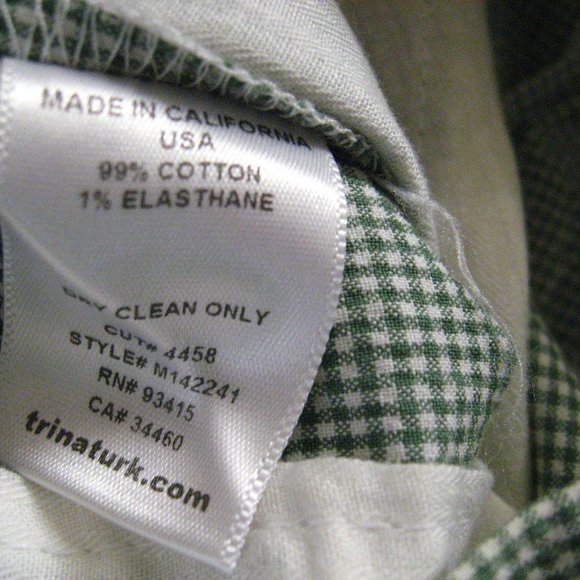 MADE IN CALIFORNIA
USA
99% COTTON
1% ELASTHANE
DRY CLEAN ONLY
CUT# 4458
STYLE# M142241
RN# 93415
CA# 34460
trinaturk.com